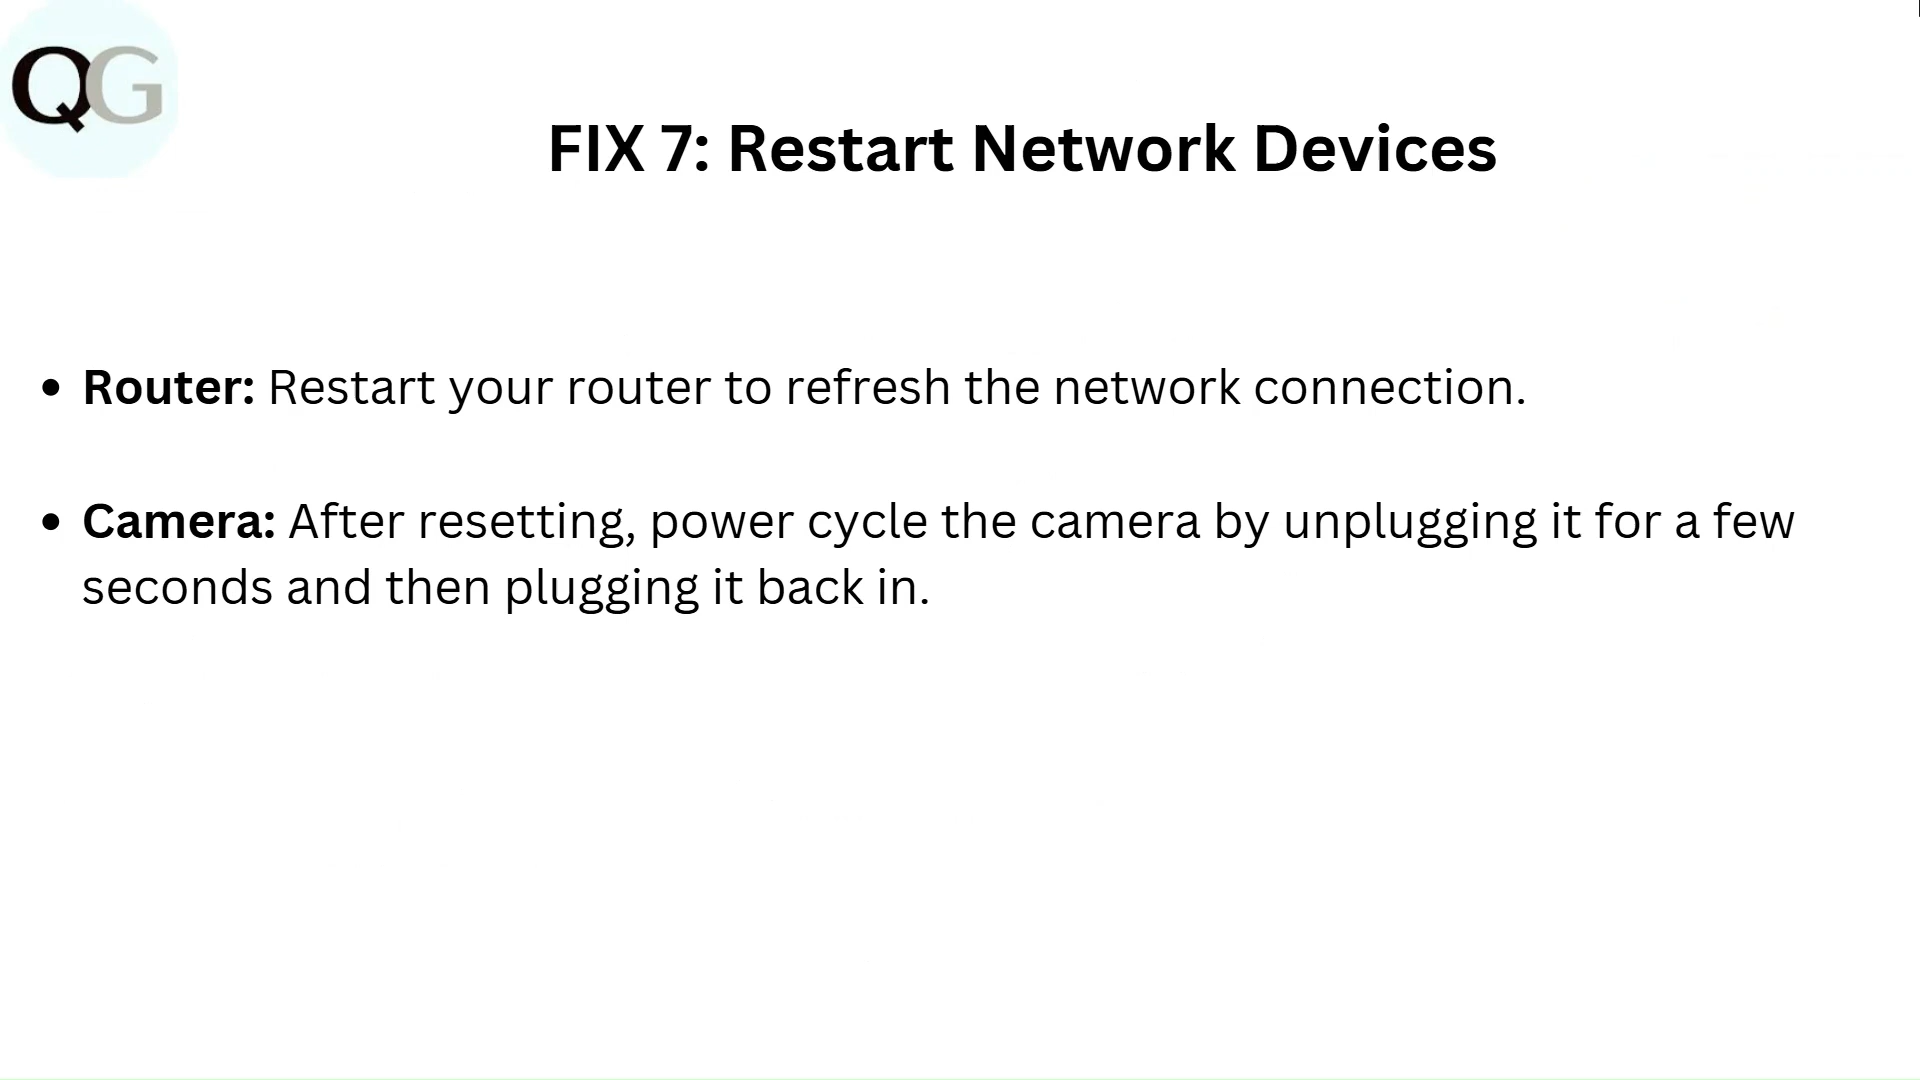 QG
FIX 7: Restart Network Devices
• Router: Restart your router to refresh the network connection.
• Camera: After resetting, power cycle the camera by unplugging it for a few
seconds and then plugging it back in.